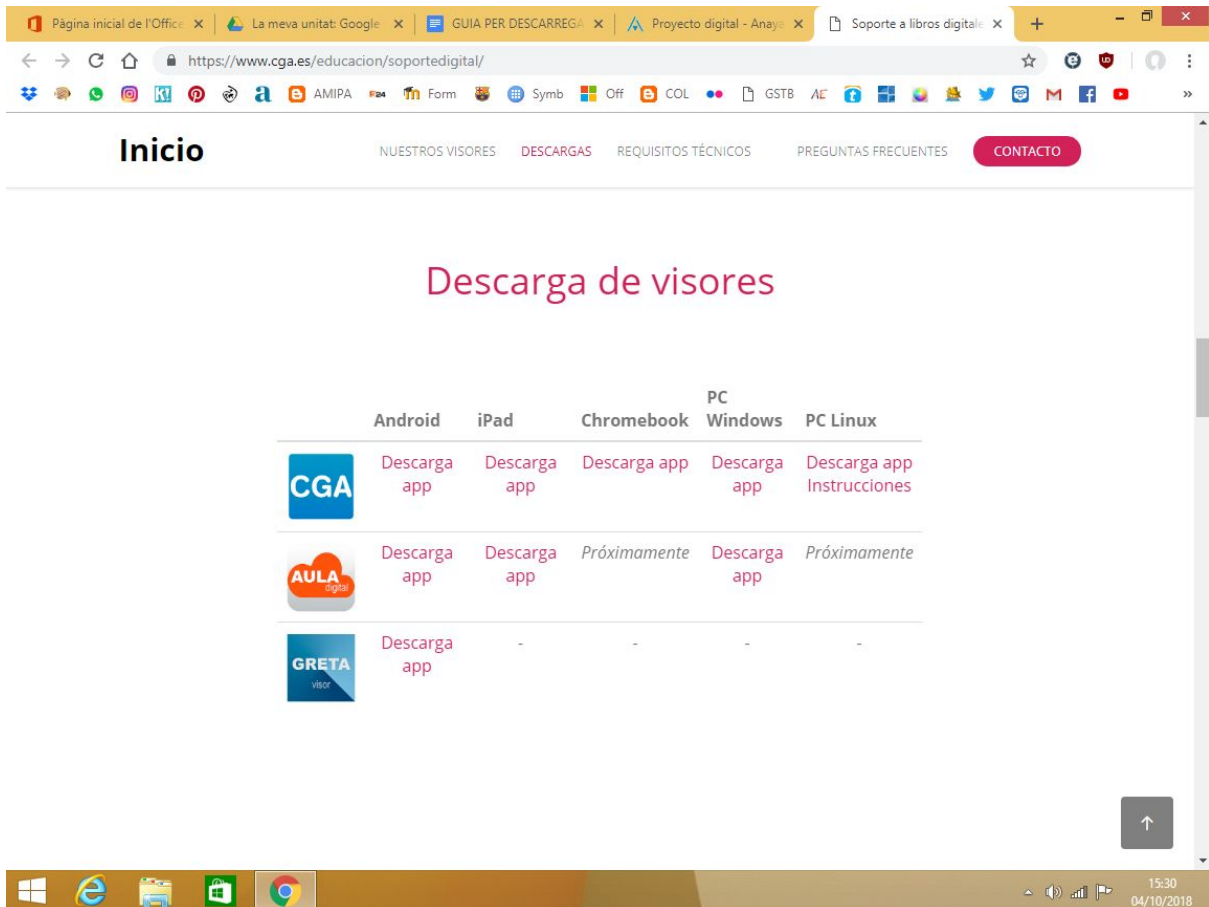 Pàgina inicial de l'Office
La meva unitat: Google
GUIA PER DESCARREGA
Proyecto digital - Anaya
Soporte a libros digitale
https://www.cga.es/educacion/soportedigital/
AMIPA
F24
Form
Symb
Off
COL
GSTB
AE
»
Inicio
NUESTROS VISORES
DESCARGAS
REQUISITOS TÉCNICOS
PREGUNTAS FRECUENTES
CONTACTO
Descarga de visores
Android
iPad
Chromebook
PC
Windows
PC Linux
CGA
Descarga
app
Descarga
app
Descarga app
Descarga
app
Descarga app
Instrucciones
AULA
digital
Descarga
app
Descarga
app
Próximamente
Descarga
app
Próximamente
GRETA
visor
Descarga
app
-
-
-
-
15:30
04/10/2018